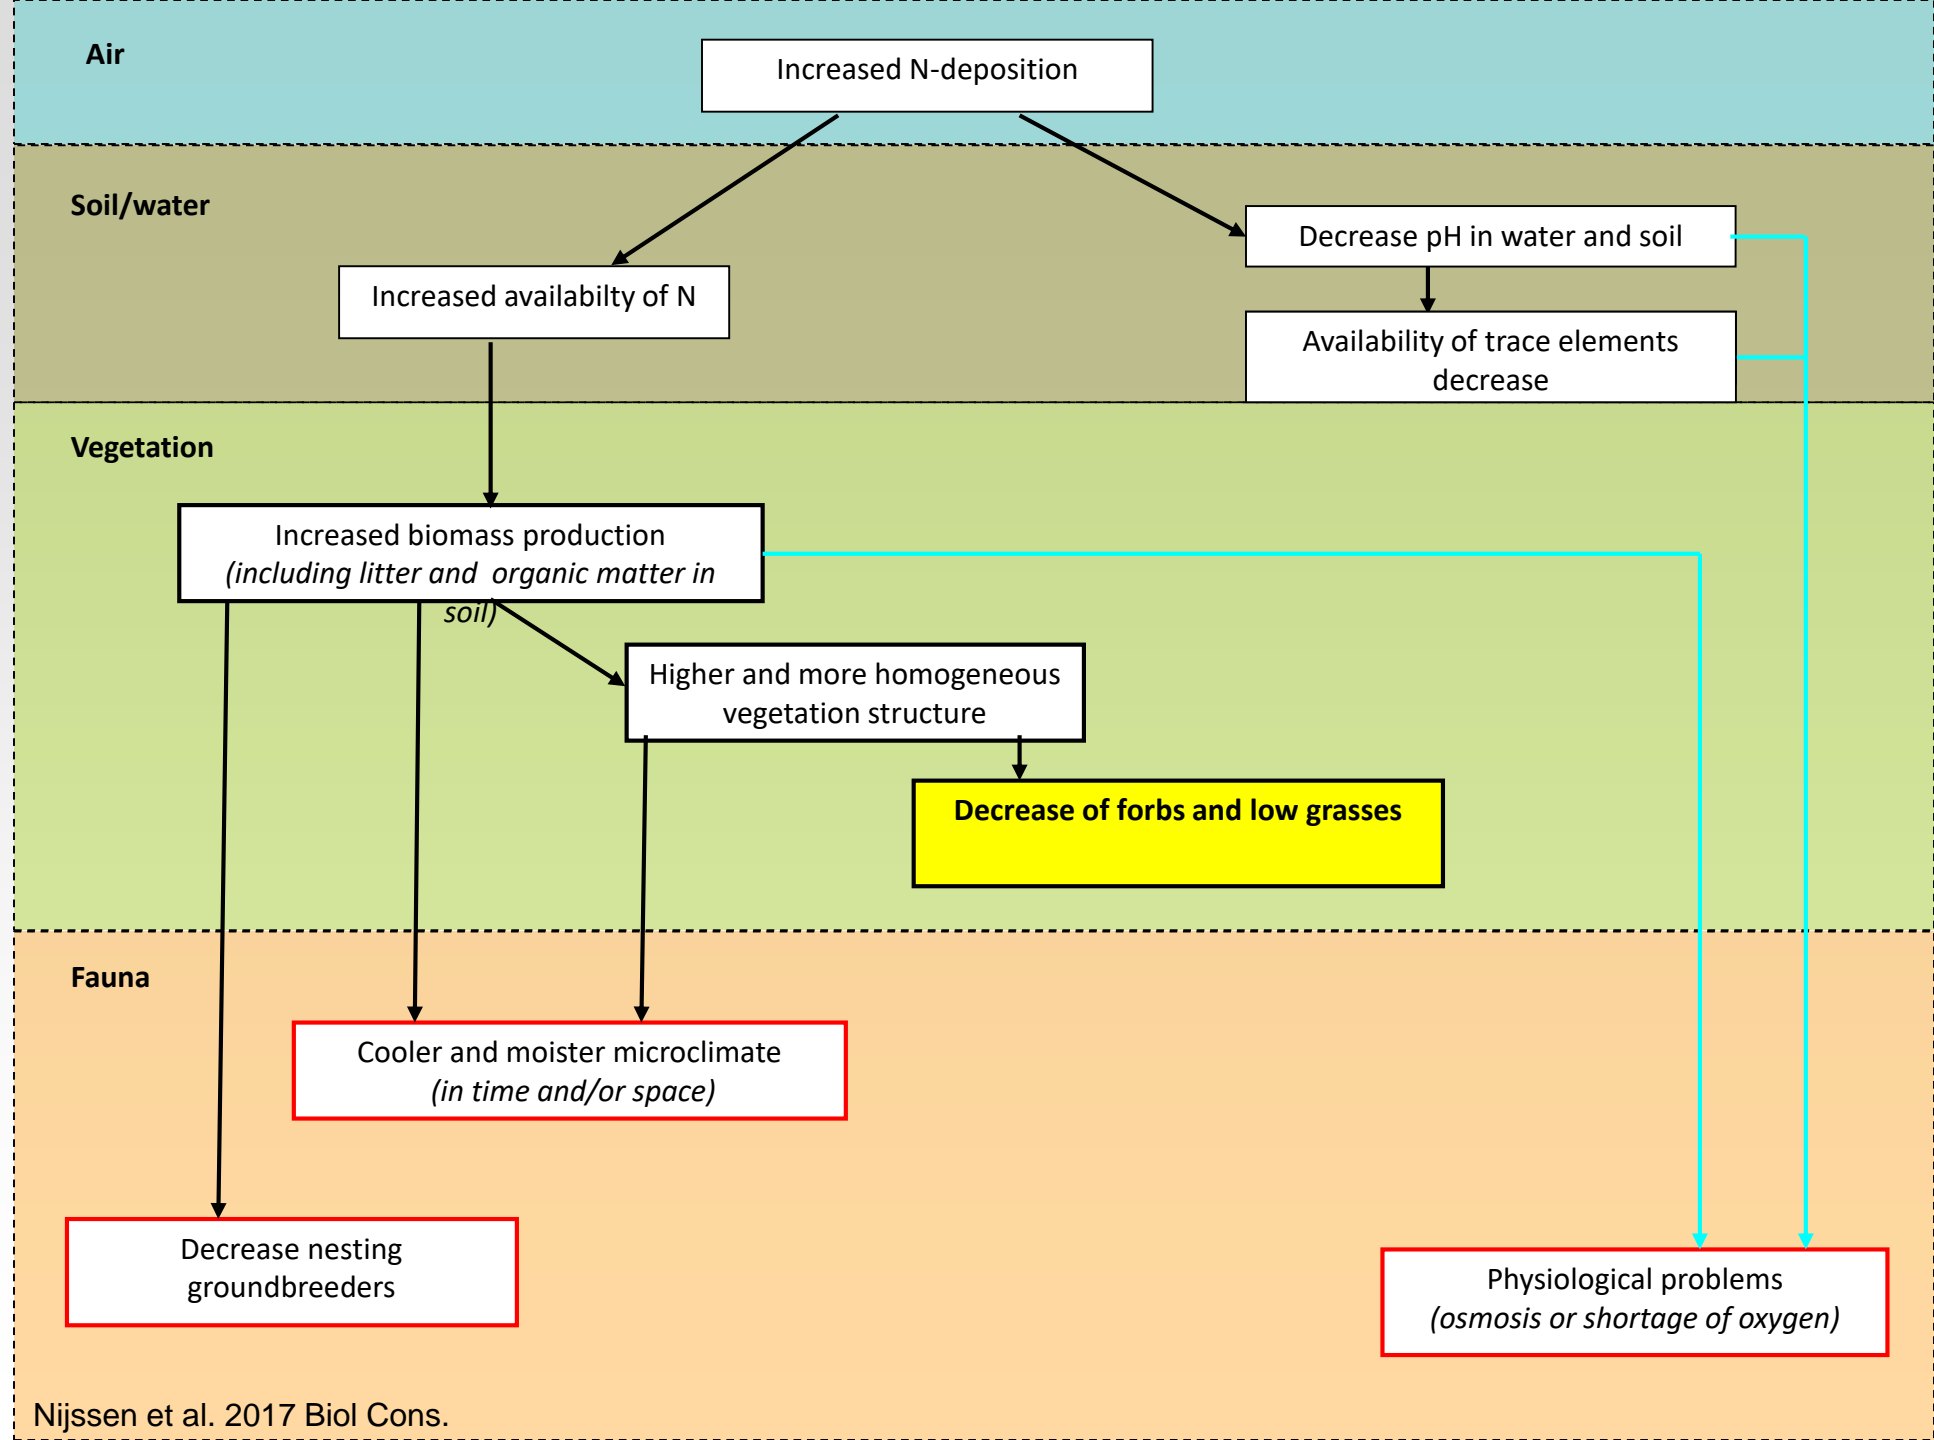 Air
Increased N-deposition
Soil/water
Decrease pH in water and soil
Increased availabilty of N
Availability of trace elements
decrease
Vegetation
Increased biomass production
(including litter and organic matter in
soil)
Higher and more homogeneous
vegetation structure
Decrease of forbs and low grasses
Fauna
Cooler and moister microclimate
(in time and/or space)
Decrease nesting
groundbreeders
Physiological problems
(osmosis or shortage of oxygen)
Nijssen et al. 2017 Biol Cons.